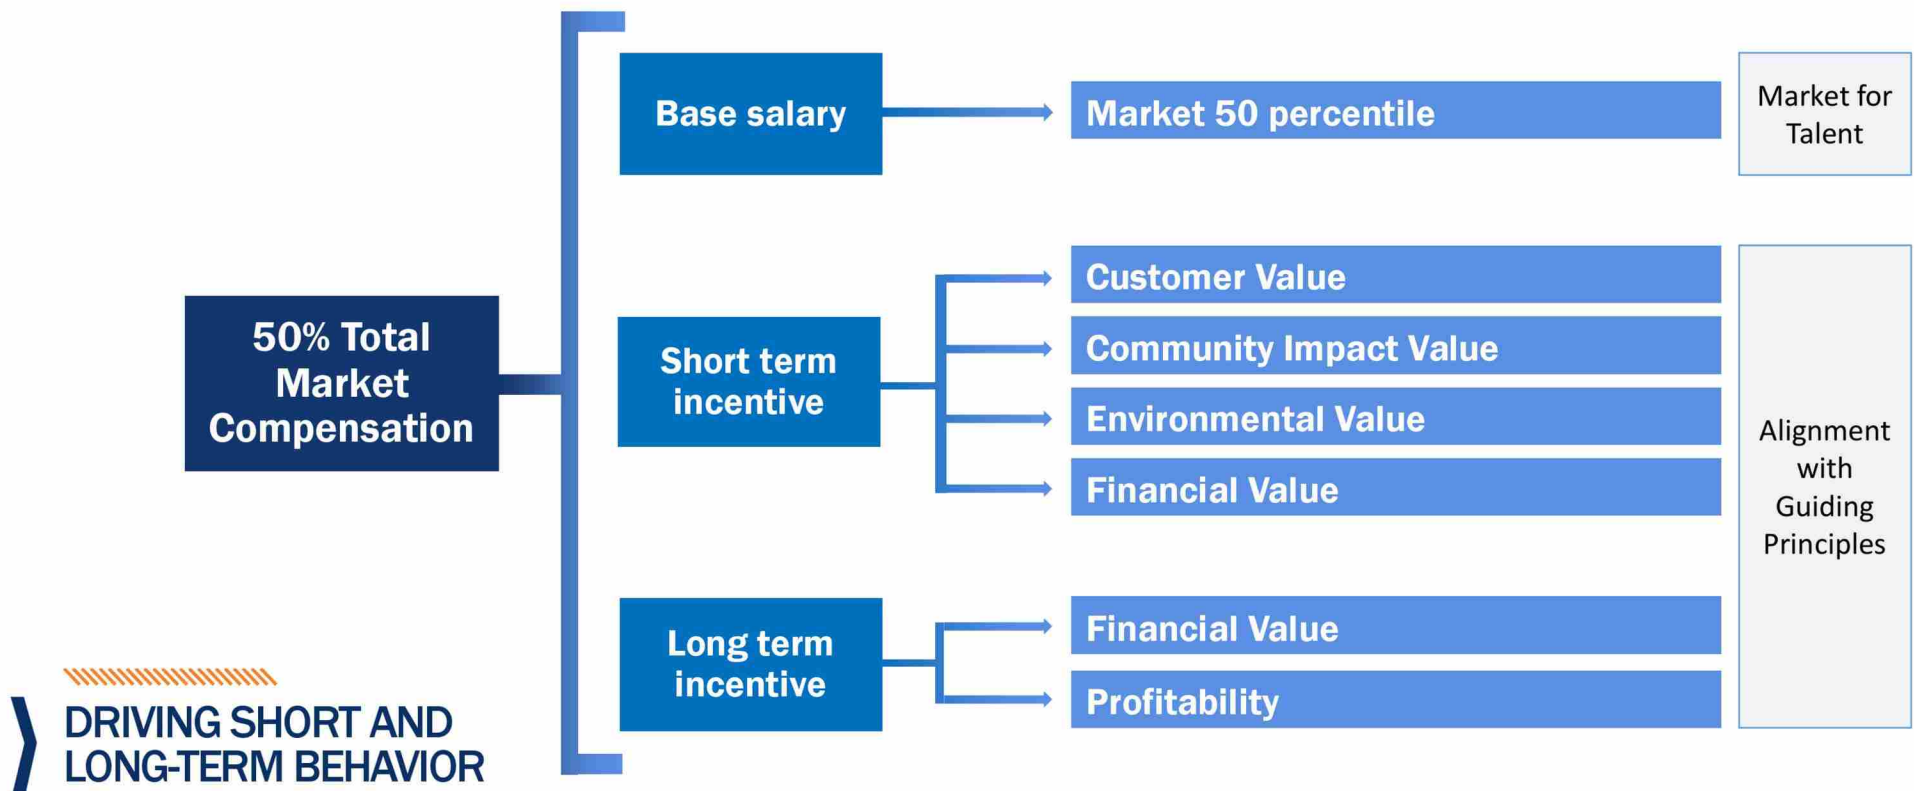 50% Total
Market
Compensation
Base salary
Market 50 percentile
Market for
Talent
Short term
incentive
Customer Value
Community Impact Value
Environmental Value
Financial Value
Long term
incentive
Financial Value
Profitability
Alignment
with
Guiding
Principles
DRIVING SHORT AND
LONG-TERM BEHAVIOR